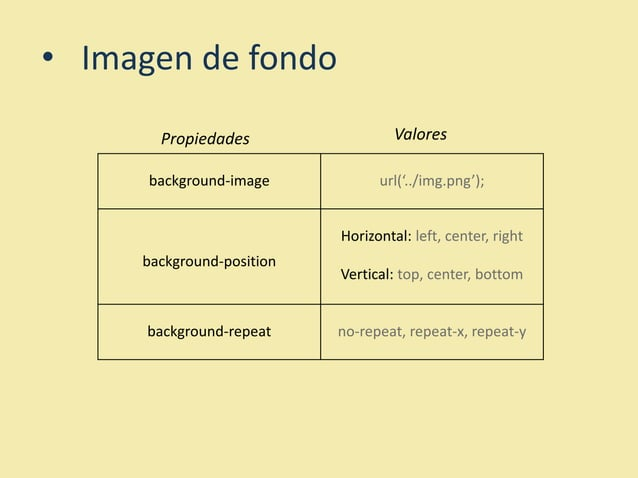 • Imagen de fondo
Propiedades
Valores
background-image
url(‘../img.png’);
background-position
Horizontal: left, center, right
Vertical: top, center, bottom
background-repeat
no-repeat, repeat-x, repeat-y